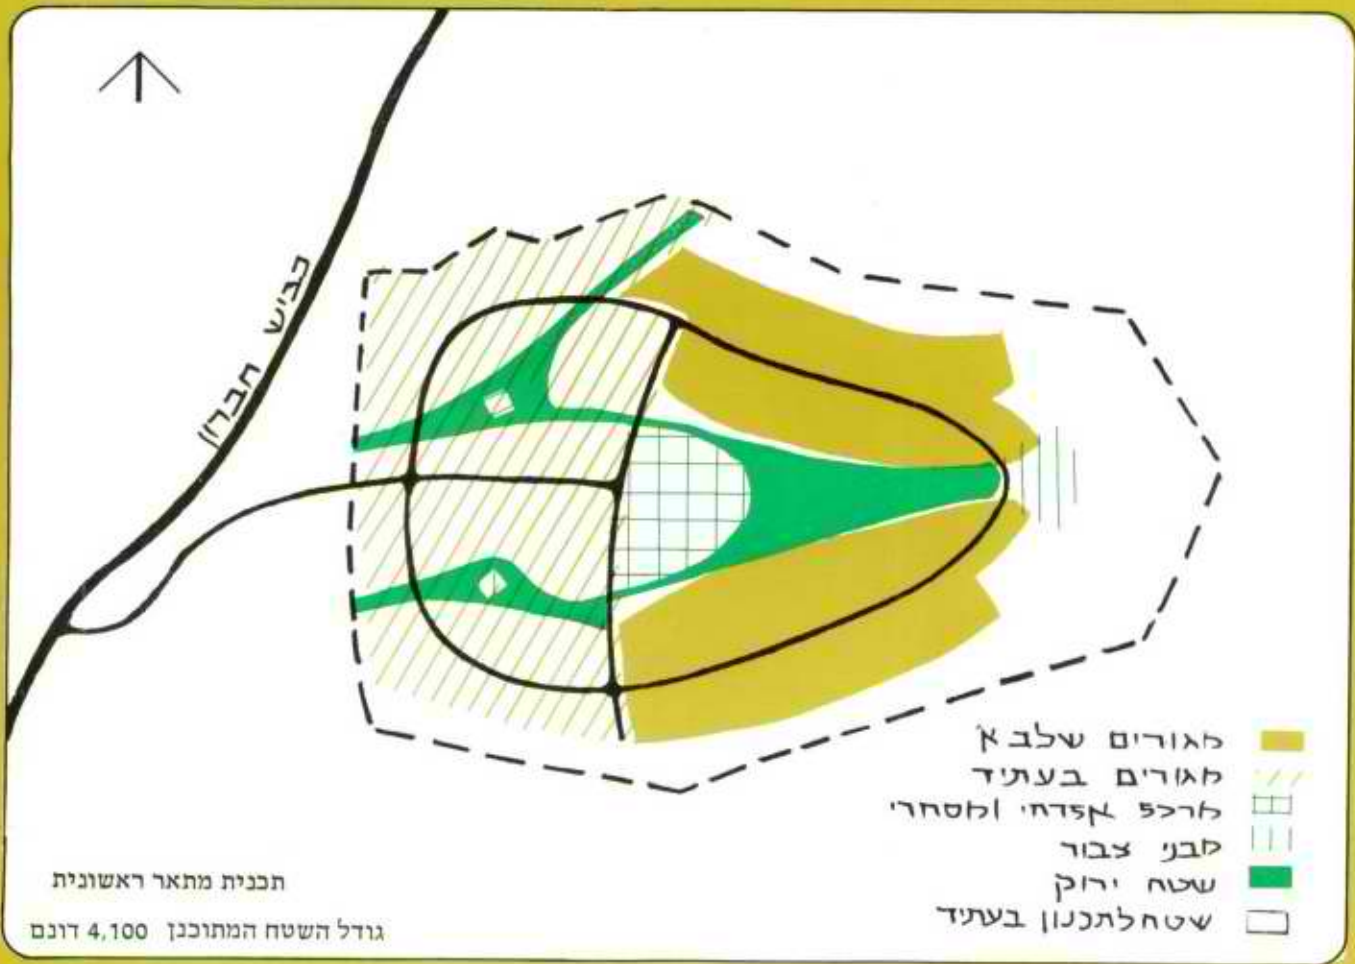 כביש חברון
מגורים שלב א
מגורים בעתיד
מרכז אזרחי ומסחרי
מבני צבור
שטח ירוק
שטח לתכנון בעתיד
תכנית מתאר ראשונית
גודל השטח המתוכנן 4,100 דונם